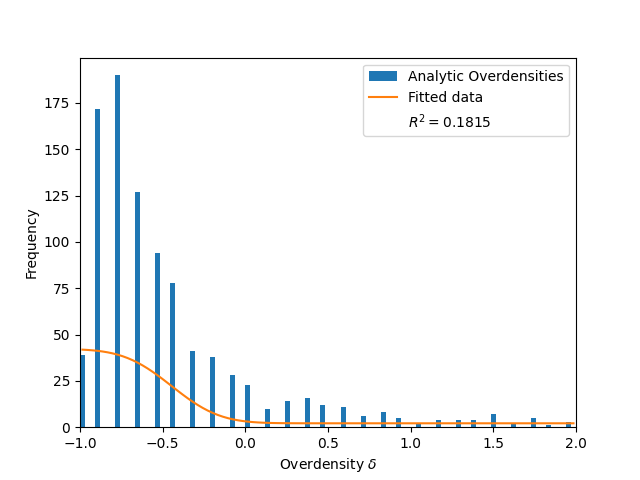 Analytic Overdensities
Fitted data
R² = 0.1815
Frequency
175
150
125
100
75
50
25
0
−1.0 −0.5 0.0 0.5 1.0 1.5 2.0
Overdensity δ